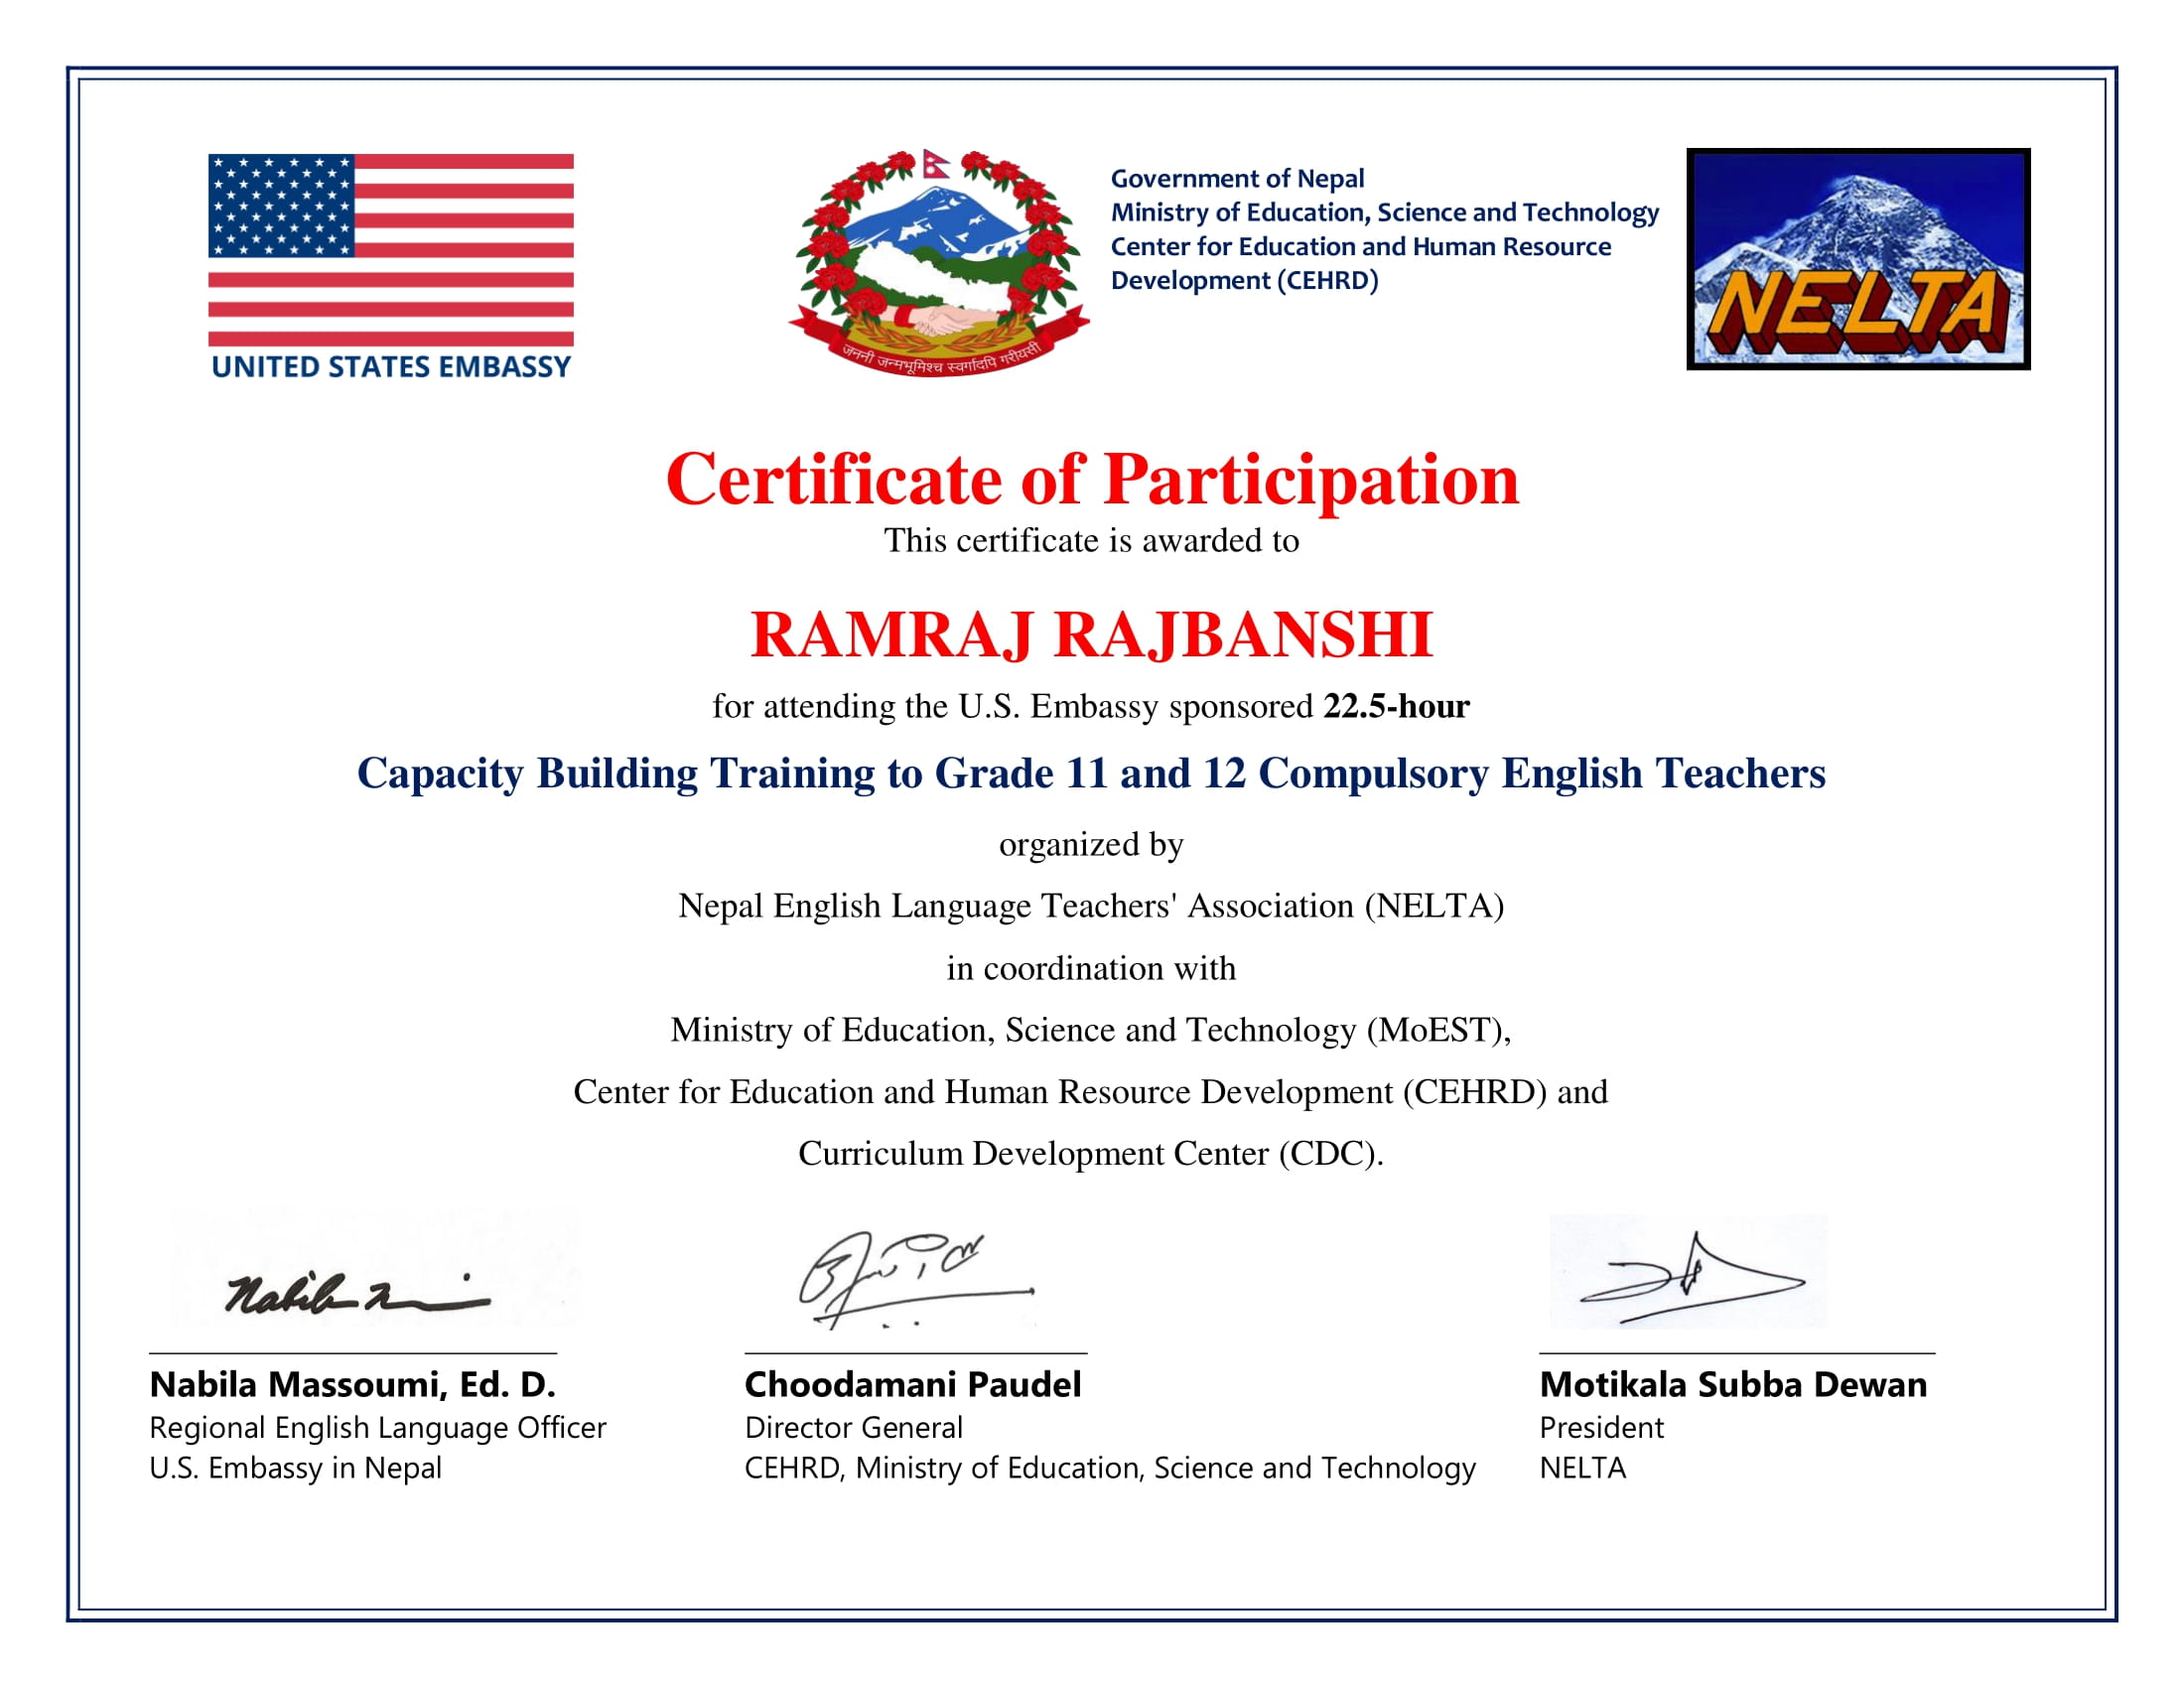 UNITED STATES EMBASSY
जननी जन्मभूमिश्च स्वर्गादपि गरीयसी
Government of Nepal
Ministry of Education, Science and Technology
Center for Education and Human Resource
Development (CEHRD)
NELTA
Certificate of Participation
This certificate is awarded to
RAMRAJ RAJBANSHI
for attending the U.S. Embassy sponsored 22.5-hour
Capacity Building Training to Grade 11 and 12 Compulsory English Teachers
organized by
Nepal English Language Teachers' Association (NELTA)
in coordination with
Ministry of Education, Science and Technology (MoEST),
Center for Education and Human Resource Development (CEHRD) and
Curriculum Development Center (CDC).
Nabila Massoumi, Ed. D.
Regional English Language Officer
U.S. Embassy in Nepal
Choodamani Paudel
Director General
CEHRD, Ministry of Education, Science and Technology
Motikala Subba Dewan
President
NELTA